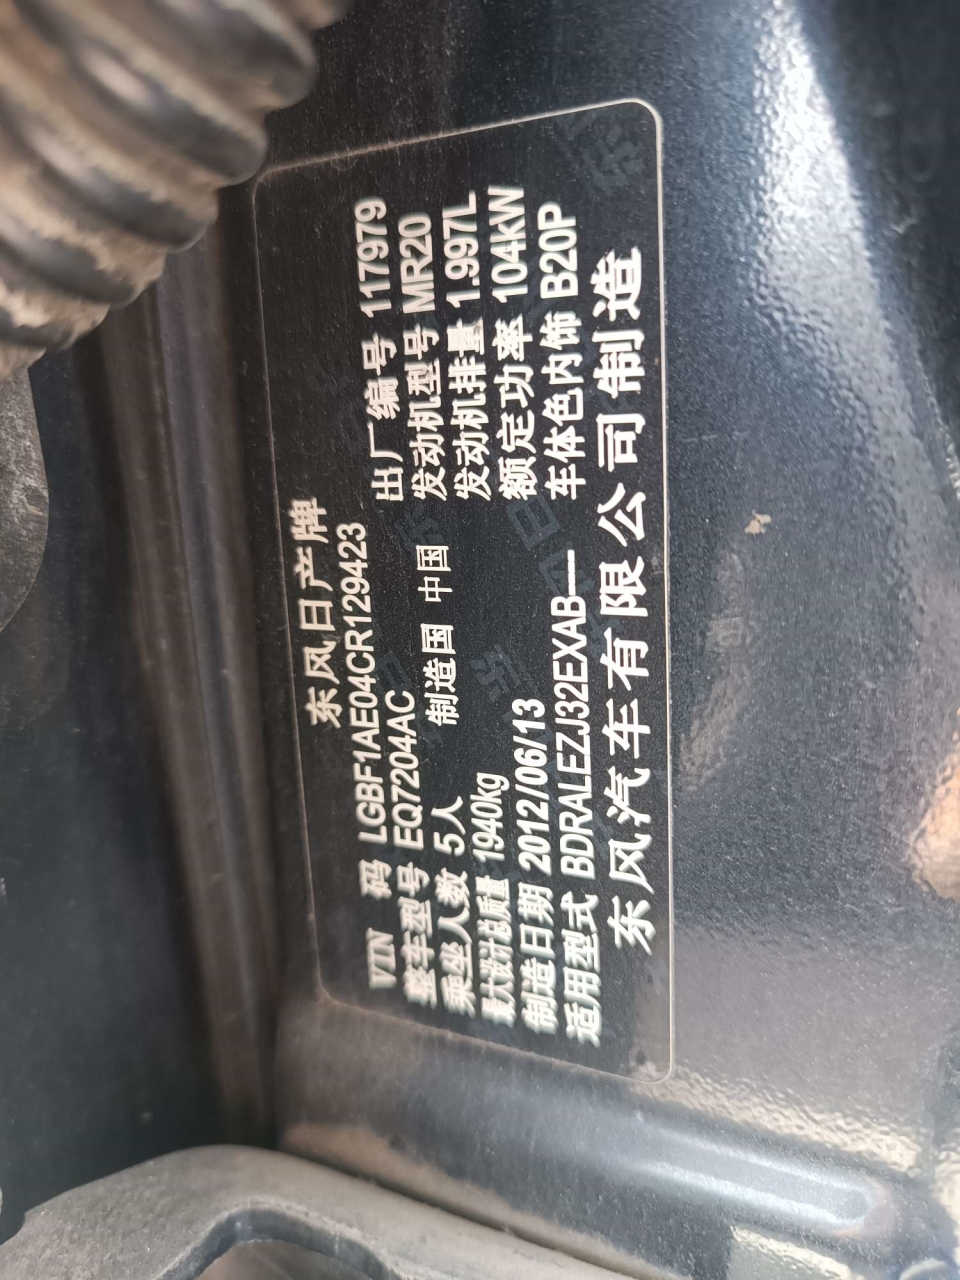 东风日产牌
VIN 码 LGBF1AE04CR129423 出厂编号 117979
整车型号 EQ7204AC 发动机型号 MR20
乘坐人数 5人 制造国 中国 发动机排量 1.997L
最大设计总质量 1940kg 额定功率 104kW
制造日期 2012/06/13 车体色内饰 B20P
适用型式 BDRALEZJ32EXAB—
东风汽车有限公司制造